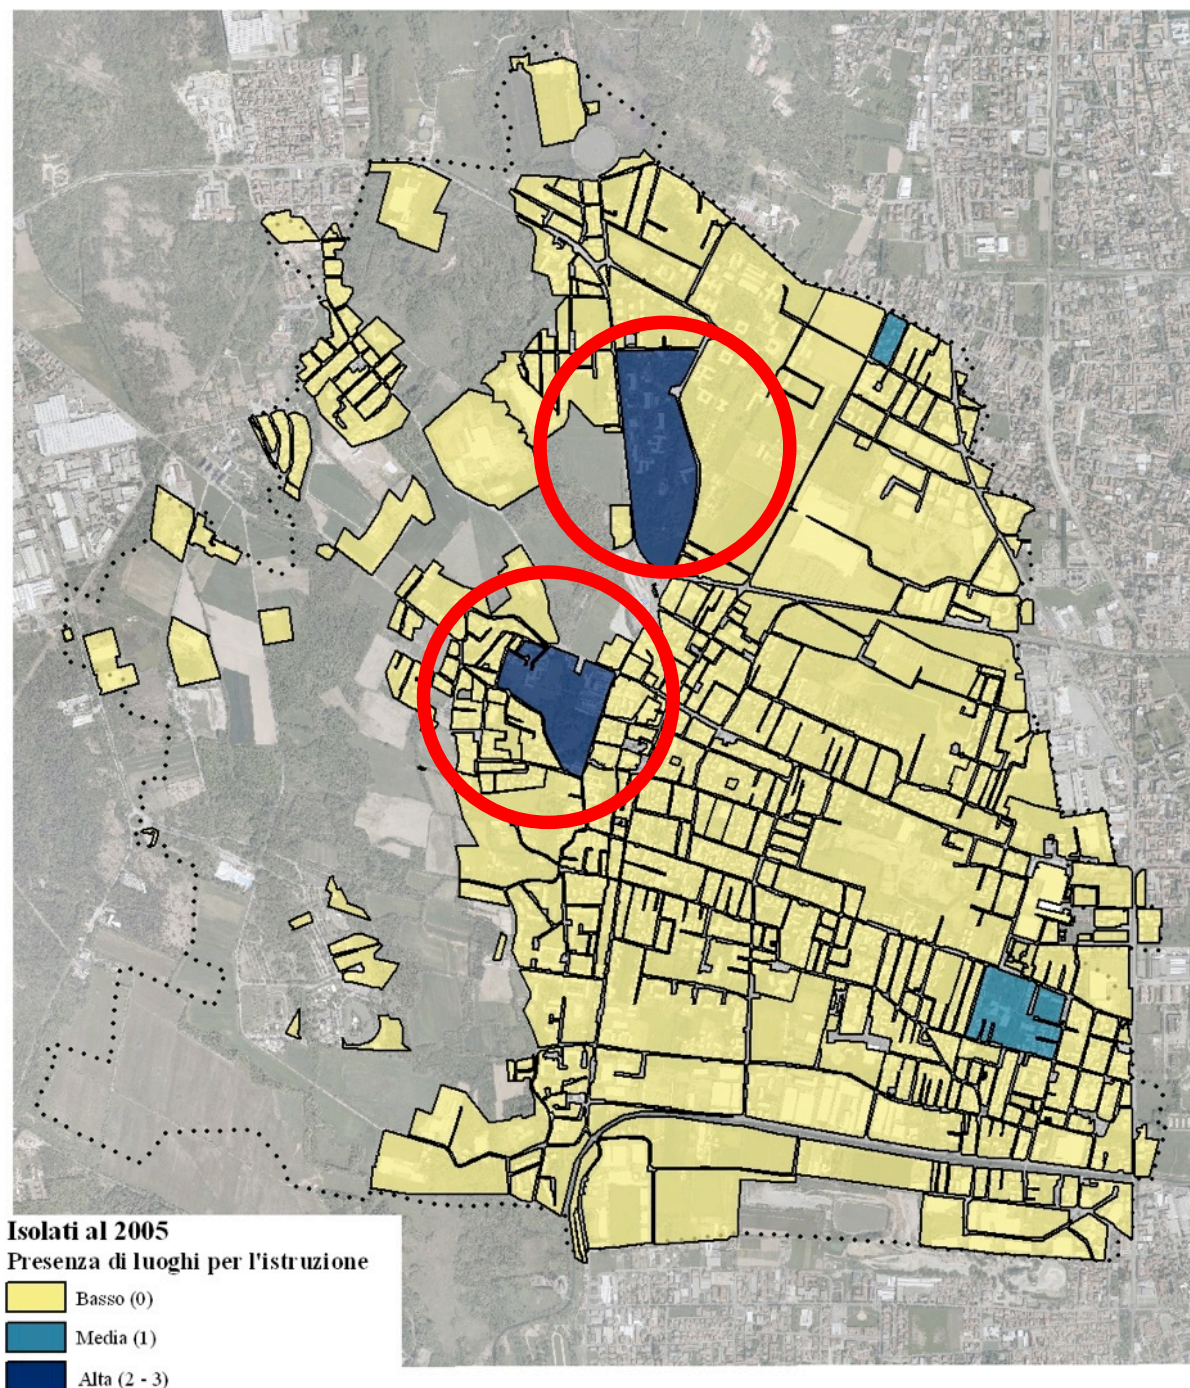 Isolati al 2005
Presenza di luoghi per l'istruzione
Basso (0)
Media (1)
Alta (2 - 3)